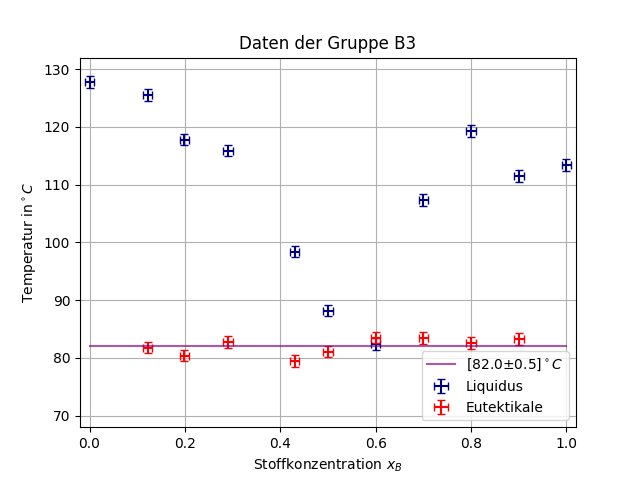 Daten der Gruppe B3
130
120
110
100
90
80
70
Temperatur in°C
0.0 0.2 0.4 0.6 0.8 1.0
Stoffkonzentration x_B
[82.0±0.5]°C
Liquidus
Eutektikale